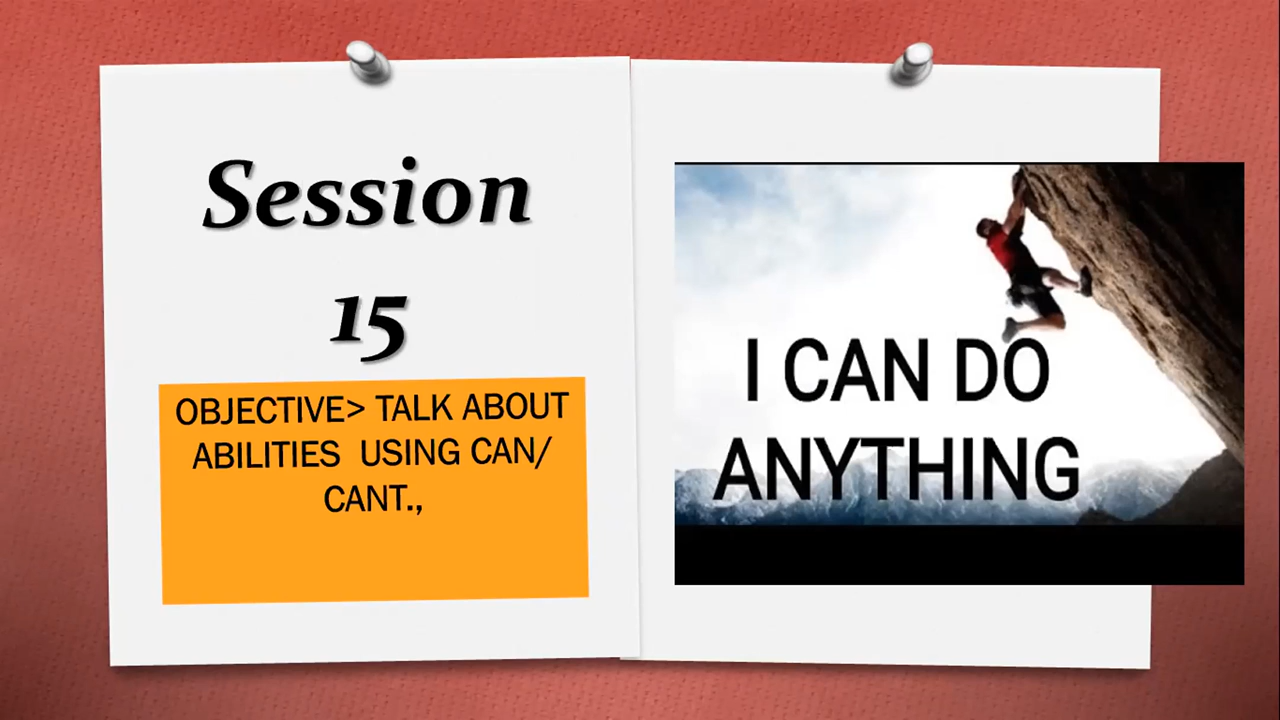 Session
15
OBJECTIVE> TALK ABOUT
ABILITIES USING CAN/
CANT.,
I CAN DO
ANYTHING